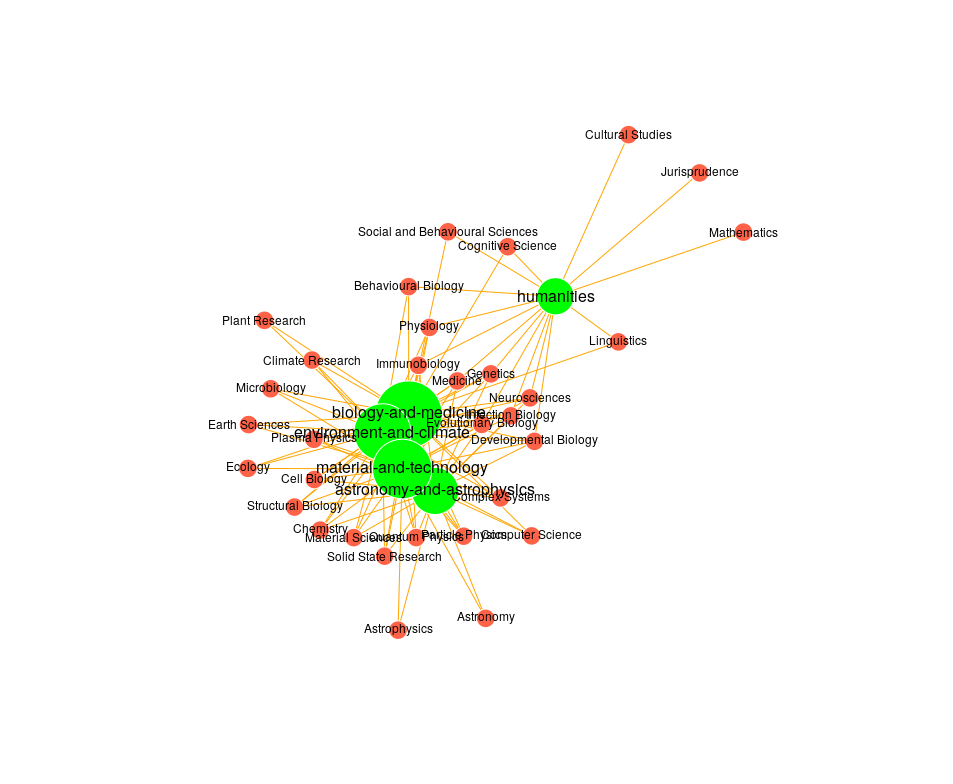 Cultural Studies
Jurisprudence
Social and Behavioural Sciences
Mathematics
Cognitive Science
Behavioural Biology
humanities
Plant Research
Physiology
Linguistics
Climate Research
Immunobiology
Genetics
Medicine
Microbiology
Neurosciences
biology-and-medicine
Infection Biology
Earth Sciences
Evolutionary Biology
environment-and-climate
Plasma Physics
Developmental Biology
Ecology
material-and-technology
Cell Biology
astronomy-and-astrophysics
Complex Systems
Structural Biology
Chemistry
Material Sciences
Quantum Physics
Particle Physics
Computer Science
Solid State Research
Astronomy
Astrophysics